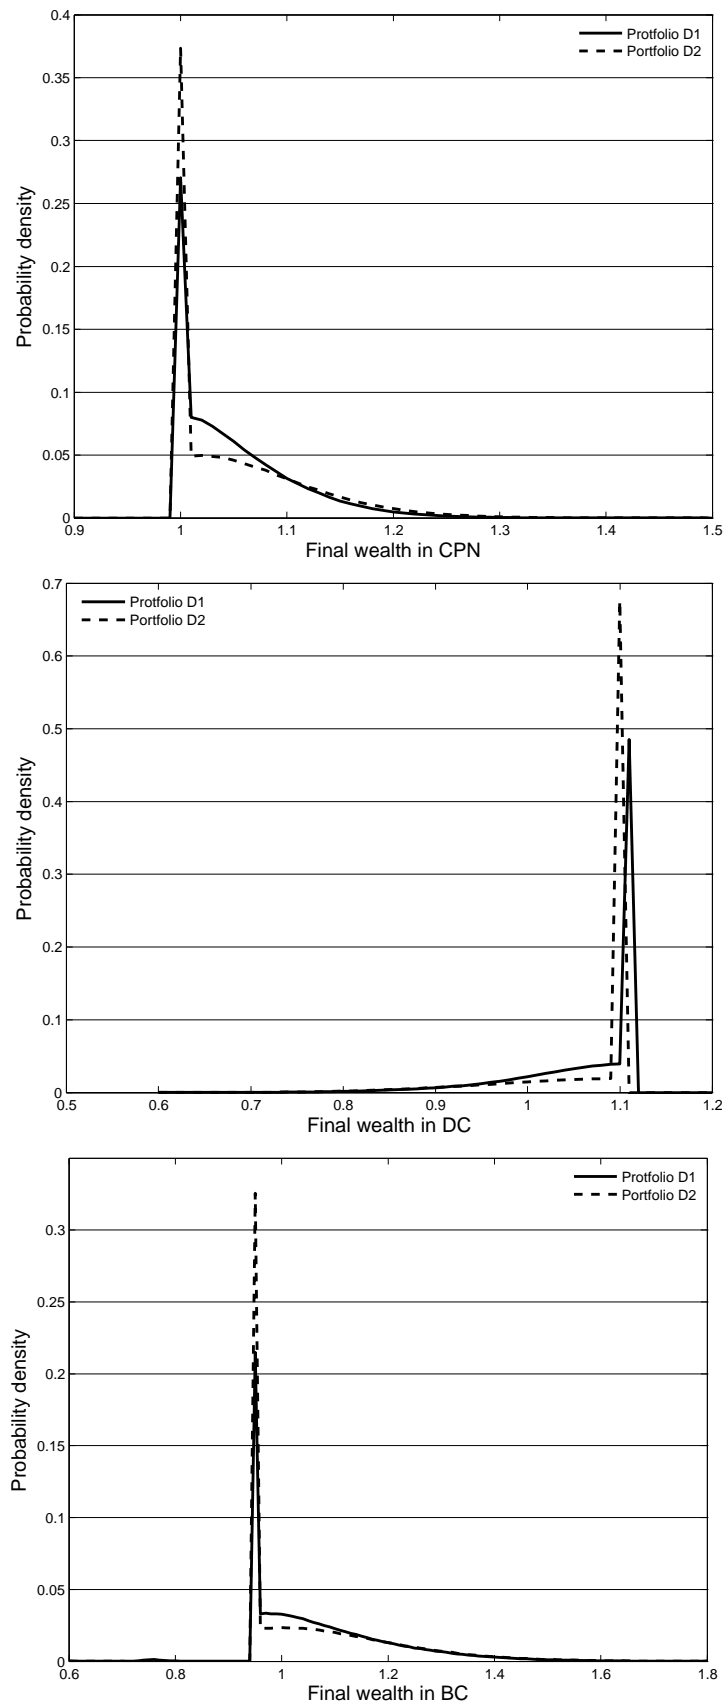 0.4
Protfolio D1
Portfolio D2
0.35
0.3
0.25
0.2
0.15
0.1
0.05
0
Probability density
0.9 1 1.1 1.2 1.3 1.4 1.5
Final wealth in CPN
0.7
Protfolio D1
Portfolio D2
0.6
0.5
0.4
0.3
0.2
0.1
0
Probability density
0.5 0.6 0.7 0.8 0.9 1 1.1 1.2
Final wealth in DC
Protfolio D1
Portfolio D2
0.3
0.25
0.2
0.15
0.1
0.05
0
Probability density
0.6 0.8 1 1.2 1.4 1.6 1.8
Final wealth in BC